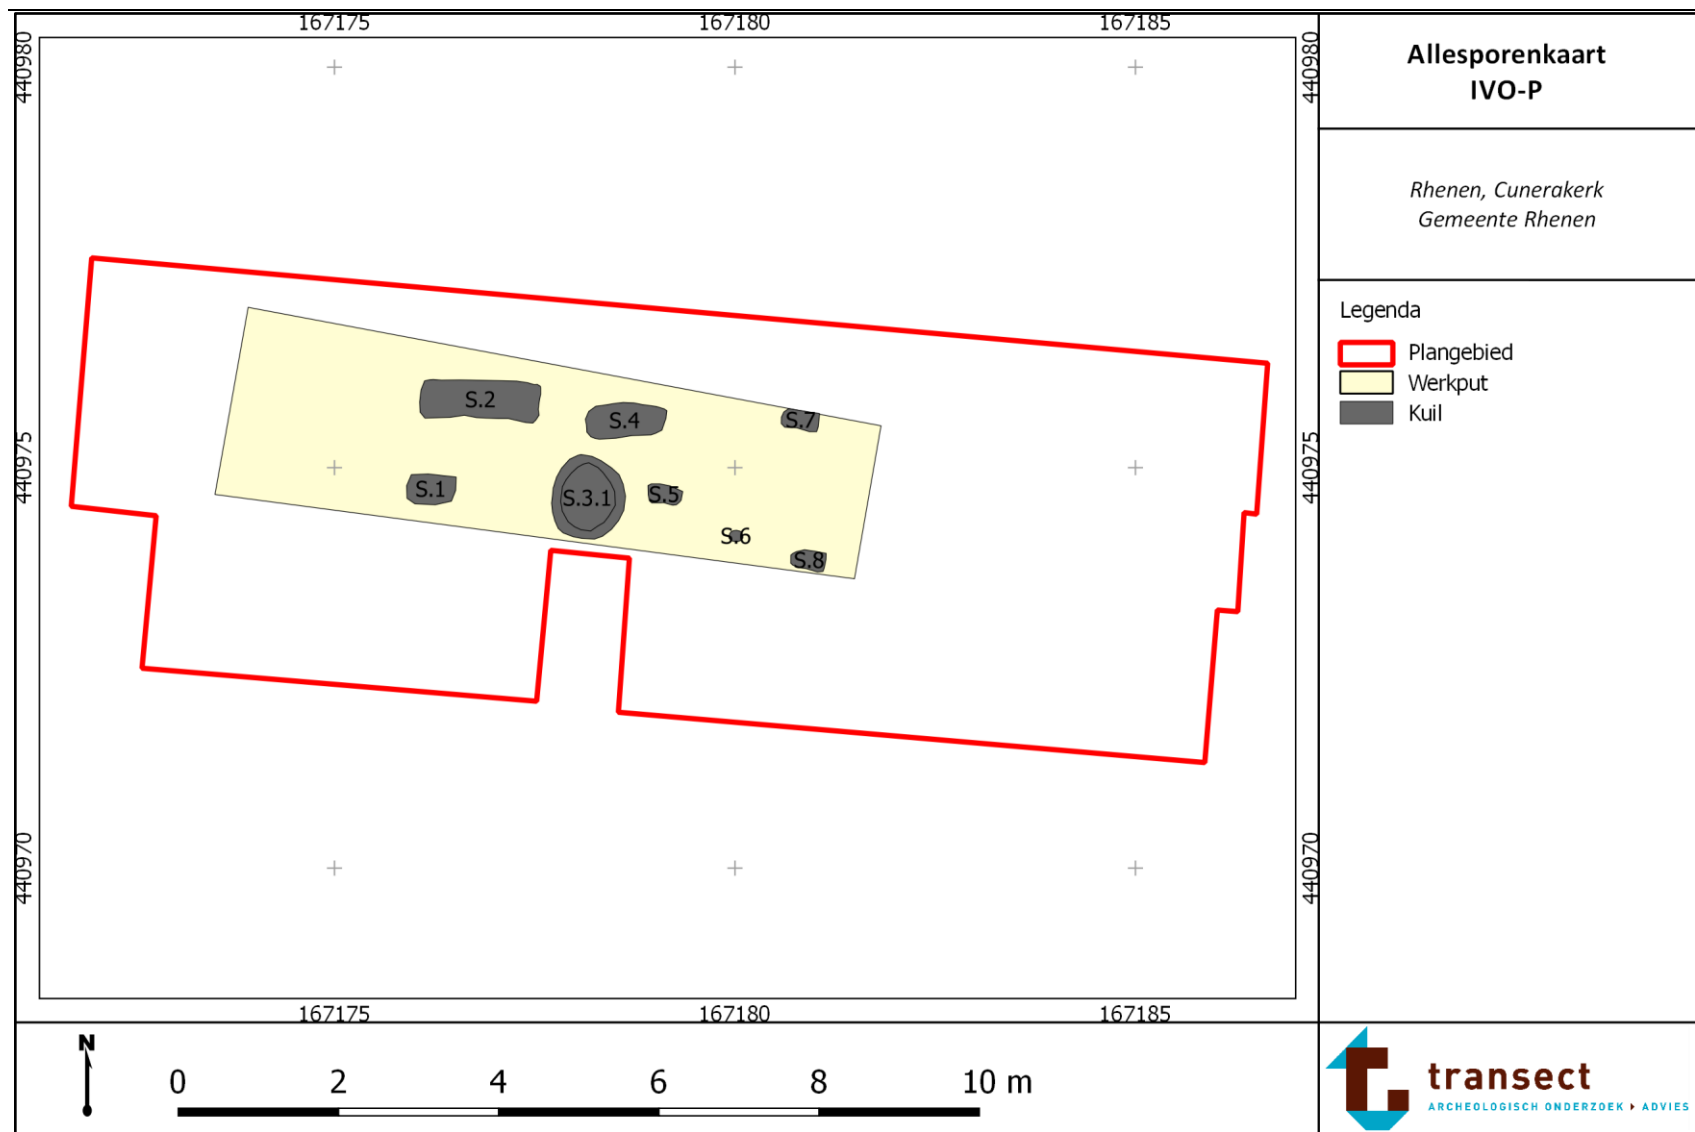 167175 167180 167185
440980 440980
440975 440975
440970 440970
S.2
S.4
S.7
S.1
S.3.1
S.5
S.6
S.8
167175 167180 167185
Allesporenkaart
IVO-P
Rhenen, Cunerakerk
Gemeente Rhenen
Legenda
Plangebied
Werkput
Kuil
N
0 2 4 6 8 10 m
transect
ARCHEOLOGISCH ONDERZOEK ▸ ADVIES